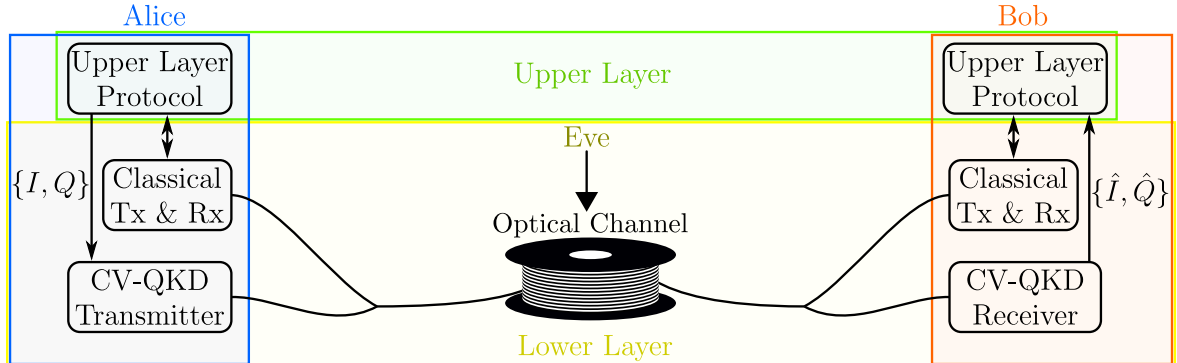 Alice
Bob
Upper Layer
Protocol
Upper Layer
Upper Layer
Protocol
Eve
{I, Q}
Classical
Tx & Rx
Optical Channel
Classical
Tx & Rx
{Î, Q̂}
CV-QKD
Transmitter
CV-QKD
Receiver
Lower Layer